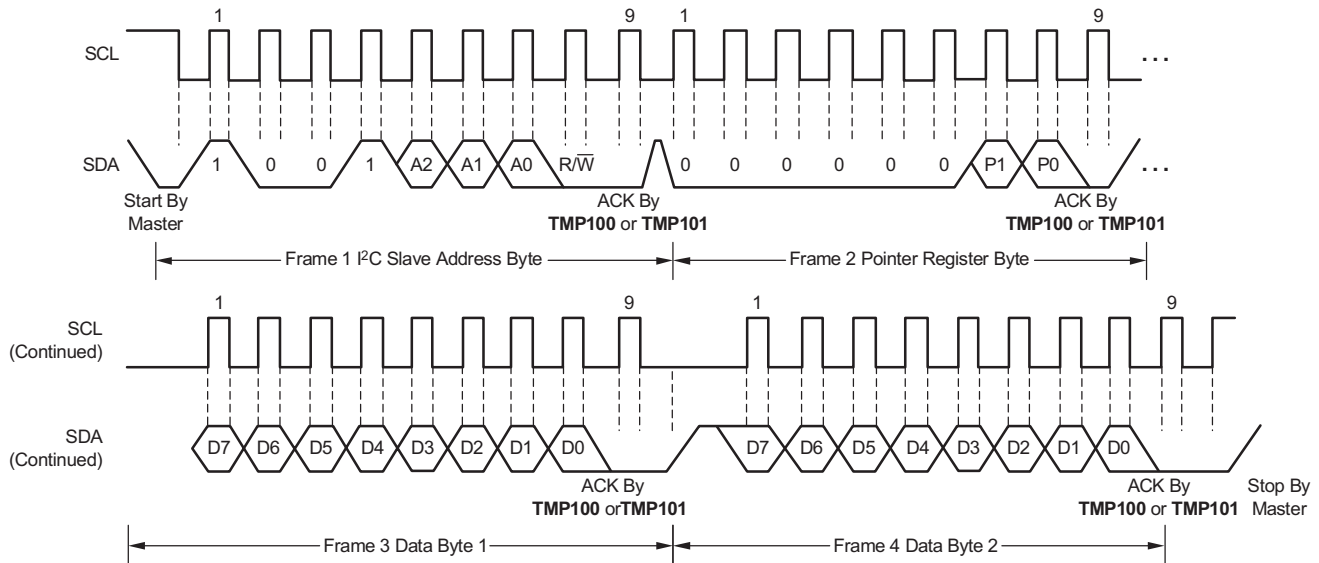 1 9 1 9
SCL ...
SDA 1 0 0 1 A2 A1 A0 R/W̅ 0 0 0 0 0 0 P1 P0 ...
Start By Master
ACK By TMP100 or TMP101
ACK By TMP100 or TMP101
Frame 1 I²C Slave Address Byte
Frame 2 Pointer Register Byte
1 9 1 9
SCL (Continued)
SDA (Continued) D7 D6 D5 D4 D3 D2 D1 D0 D7 D6 D5 D4 D3 D2 D1 D0
ACK By TMP100 orTMP101
ACK By TMP100 or TMP101
Stop By Master
Frame 3 Data Byte 1
Frame 4 Data Byte 2